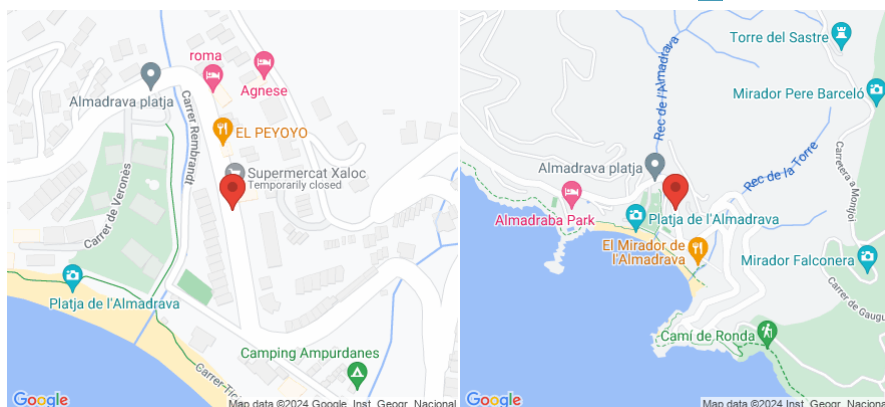 roma
Agnese
Almadrava platja
Carrer Rembrandt
EL PEYOYO
Supermercat Xaloc
Temporarily closed
Carrer de Veronès
Platja de l'Almadrava
Camping Ampurdanes
Carrer-Tic
Google
Map data ©2024 Google, Inst. Geogr. Nacional
Torre del Sastre
Rec de l'Almadrava
Mirador Pere Barceló
Carretera a Montjoi
Rec de la Torre
Almadrava platja
Almadraba Park
Platja de l'Almadrava
El Mirador de
l'Almadrava
Mirador Falconera
Carrer de Gaugu
Camí de Ronda
Google
Map data ©2024 Inst. Geogr. Naciona